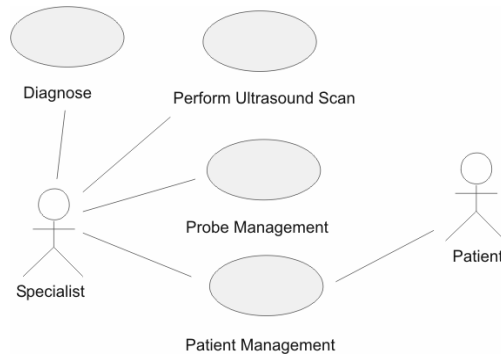 Diagnose
Perform Ultrasound Scan
Probe Management
Patient
Specialist
Patient Management